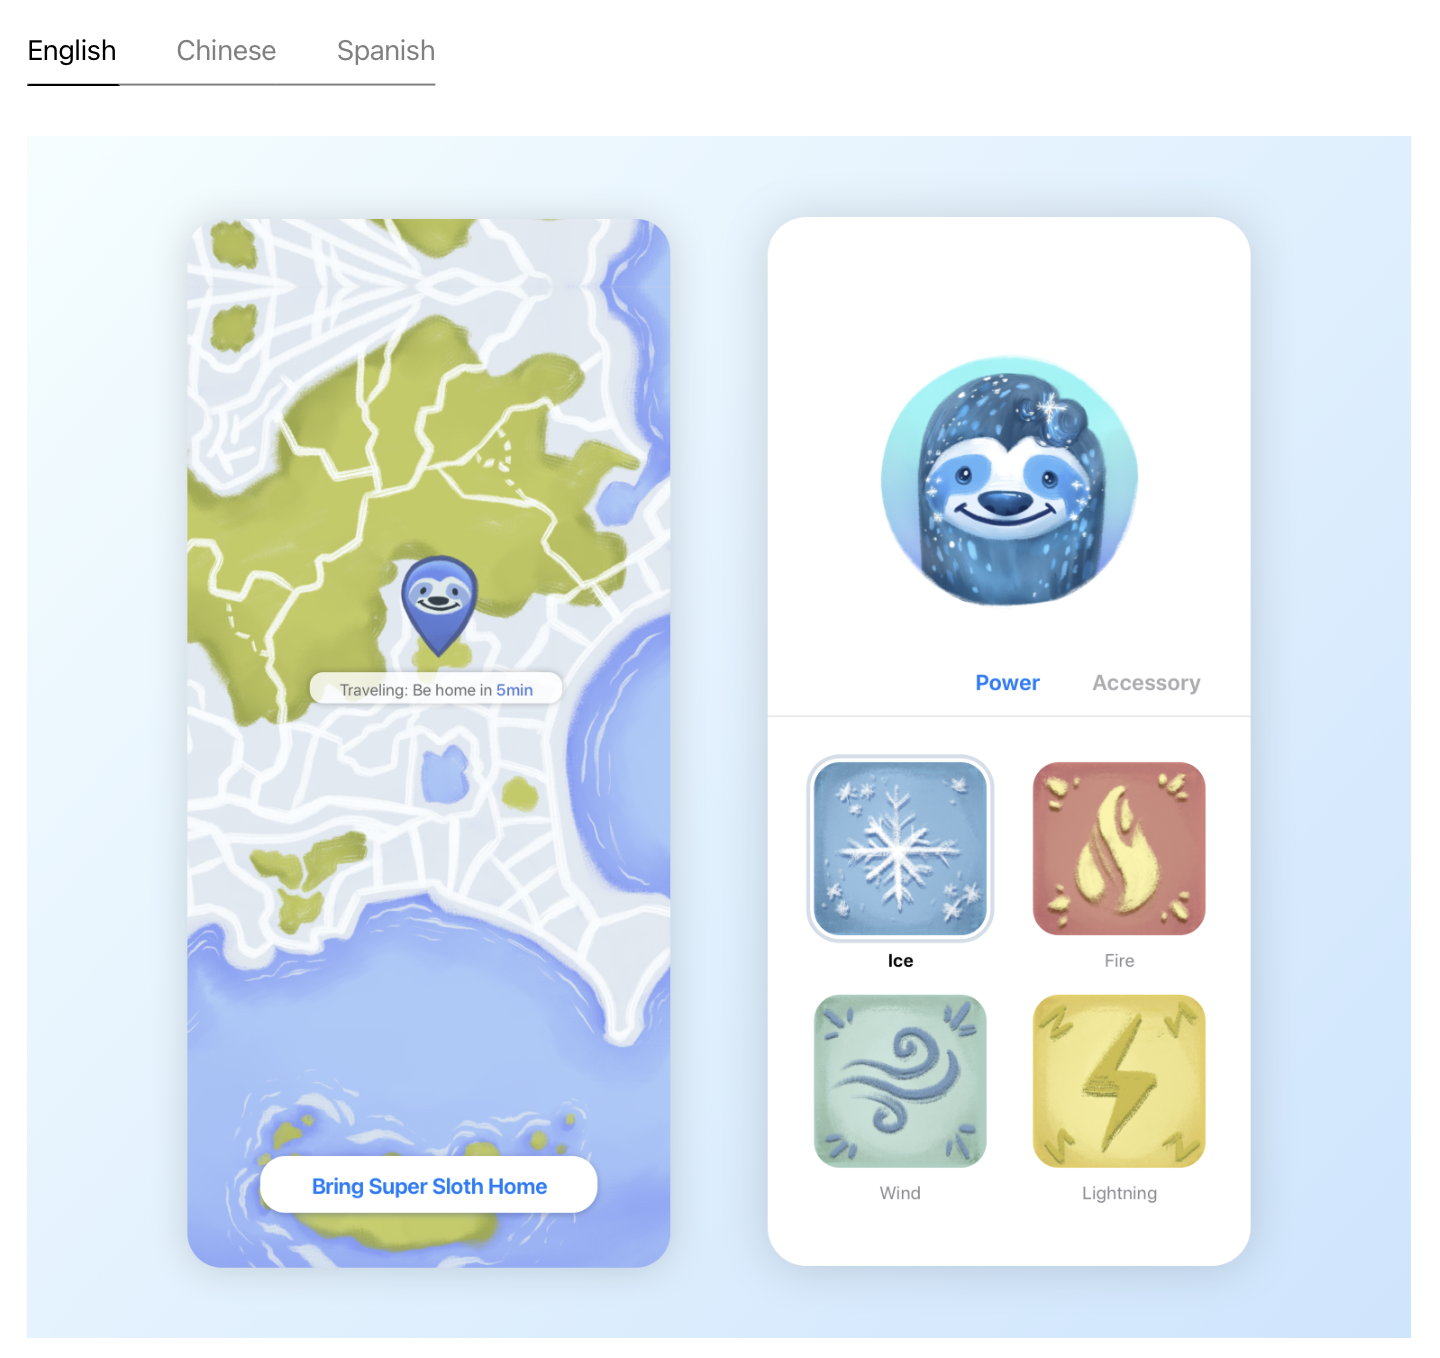 English Chinese Spanish
Traveling: Be home in 5min
Bring Super Sloth Home
Power Accessory
Ice Fire
Wind Lightning